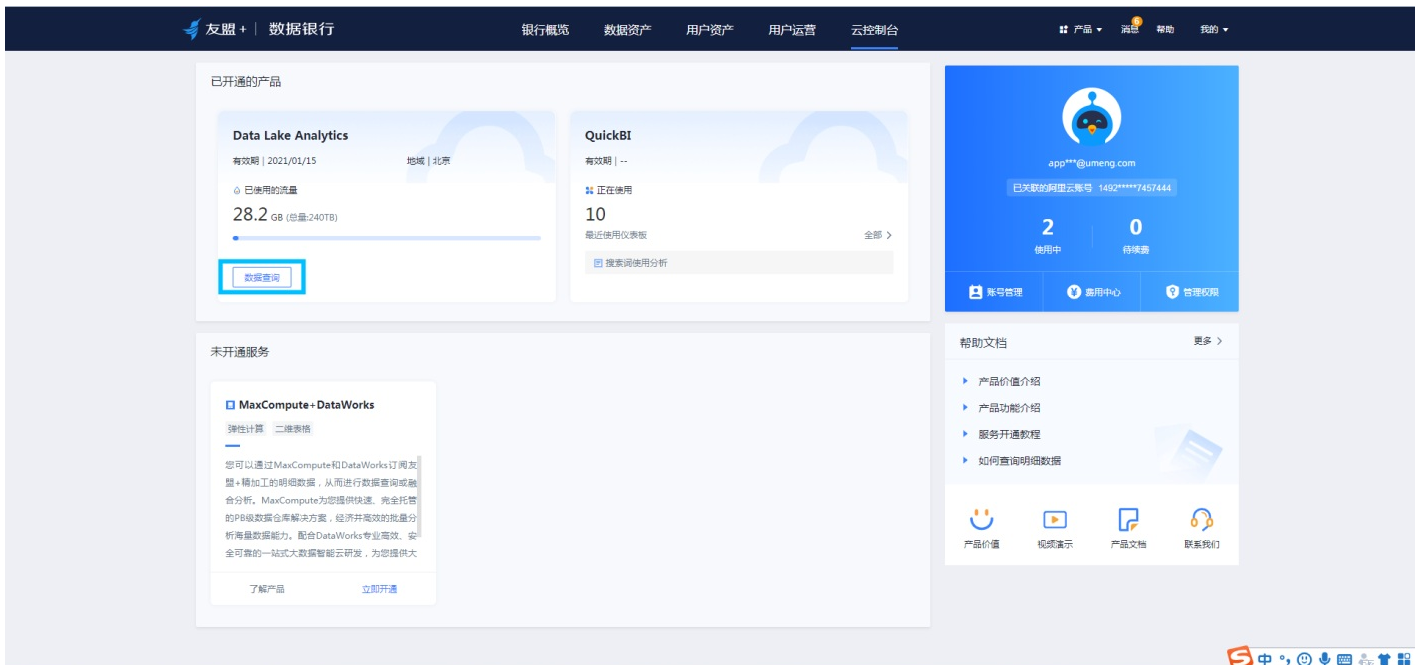 友盟+ | 数据银行
银行概览 数据资产 用户资产 用户运营 云控制台
产品 消息 6 帮助 我的
已开通的产品
Data Lake Analytics
有效期 | 2021/01/15 地域 | 北京
已使用的流量
28.2 GB (总量:240TB)
数据查询
QuickBI
有效期 | --
正在使用
10
最近使用仪表板 全部 >
搜索词使用分析
app***@umeng.com
已关联的阿里云账号 1492*****7457444
2 0
使用中 待续费
账号管理 ¥ 费用中心 管理权限
未开通服务
MaxCompute+DataWorks
弹性计算 二维表格
您可以通过MaxCompute和DataWorks订阅友
盟+精加工的明细数据，从而进行数据查询或融
合分析。MaxCompute为您提供快速、完全托管
的PB级数据仓库解决方案，经济并高效的批量分
析海量数据能力。配合DataWorks专业高效、安
全可靠的一站式大数据智能云研发，为您提供大
了解产品 立即开通
帮助文档 更多 >
产品价值介绍
产品功能介绍
服务开通教程
如何查询明细数据
产品价值 视频演示 产品文档 联系我们
S 中